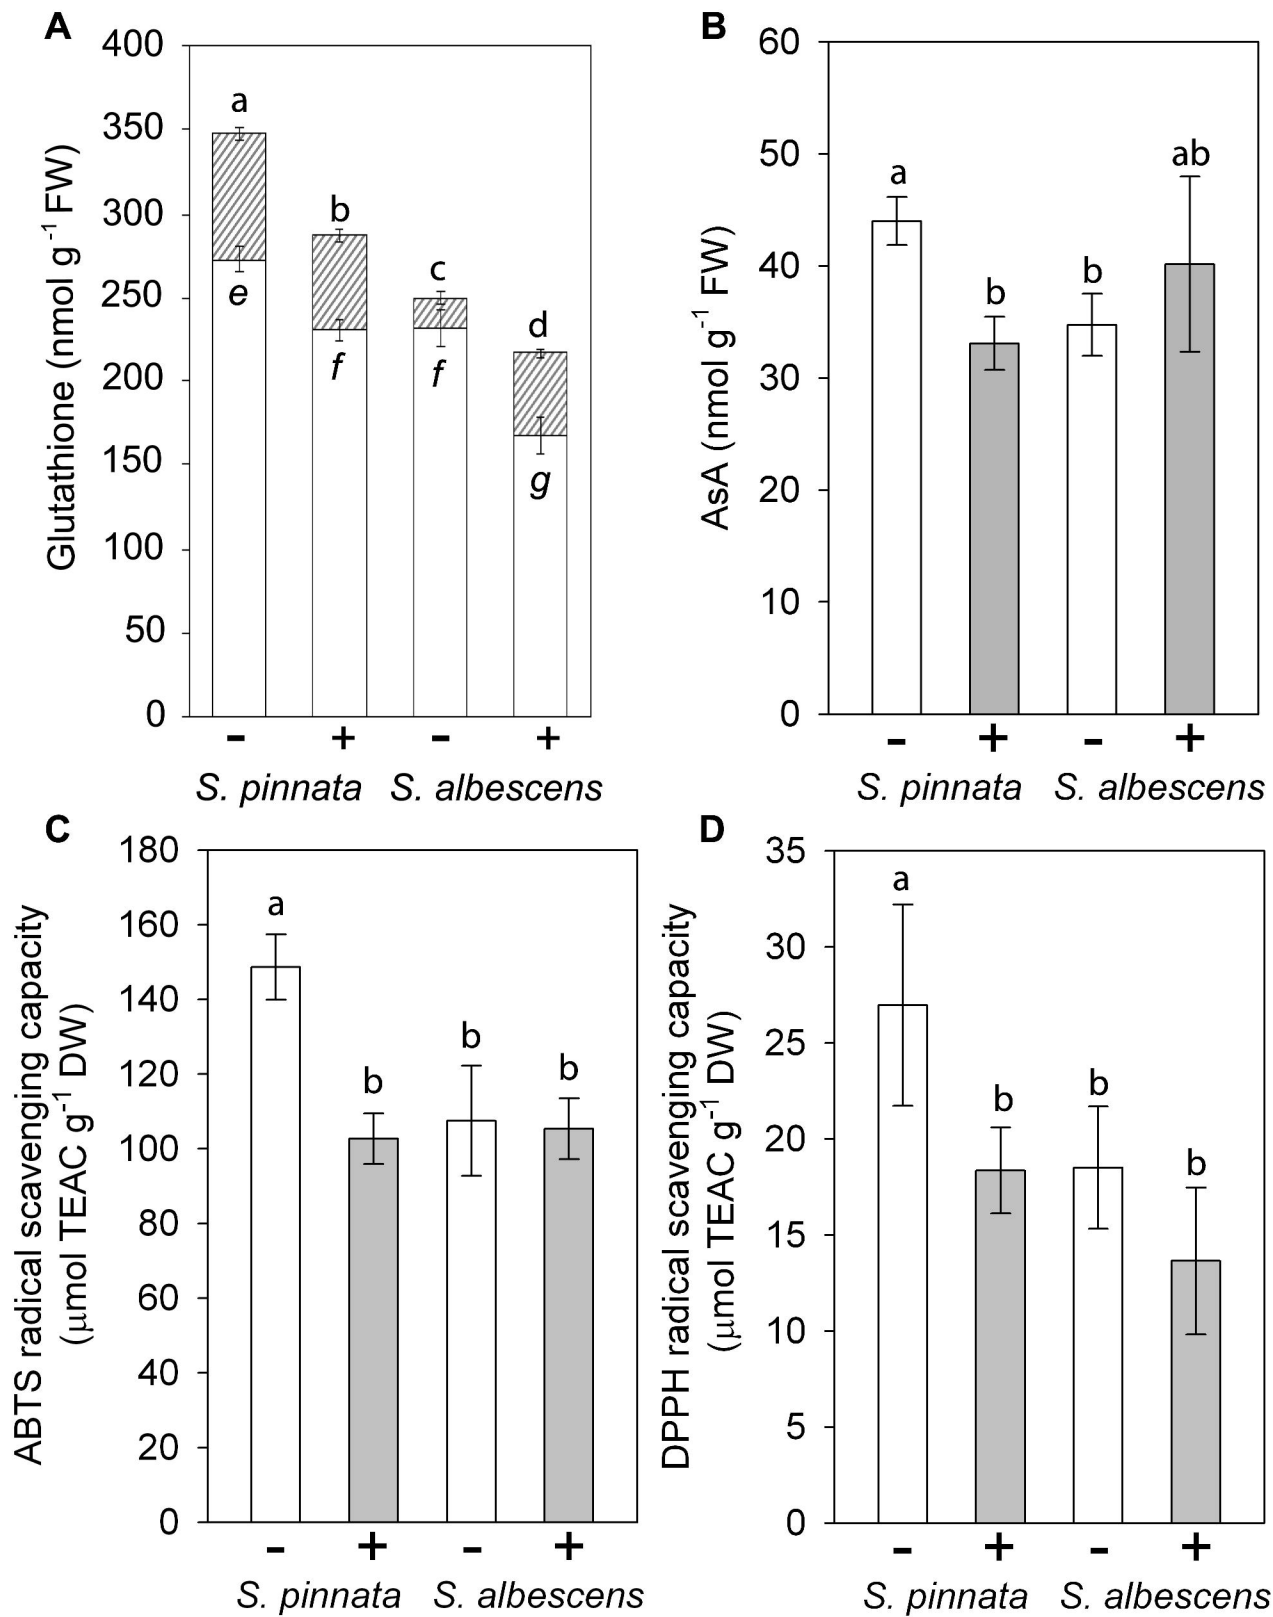 A
Glutathione (nmol g⁻¹ FW)
400
350
300
250
200
150
100
50
0
a
e
b
f
c
f
d
g
- + - +
S. pinnata S. albescens
B
AsA (nmol g⁻¹ FW)
60
50
40
30
20
10
0
a
b
b
ab
- + - +
S. pinnata S. albescens
C
ABTS radical scavenging capacity
(μmol TEAC g⁻¹ DW)
180
160
140
120
100
80
60
40
20
0
a
b
b
b
- + - +
S. pinnata S. albescens
D
DPPH radical scavenging capacity
(μmol TEAC g⁻¹ DW)
35
30
25
20
15
10
5
0
a
b
b
b
- + - +
S. pinnata S. albescens